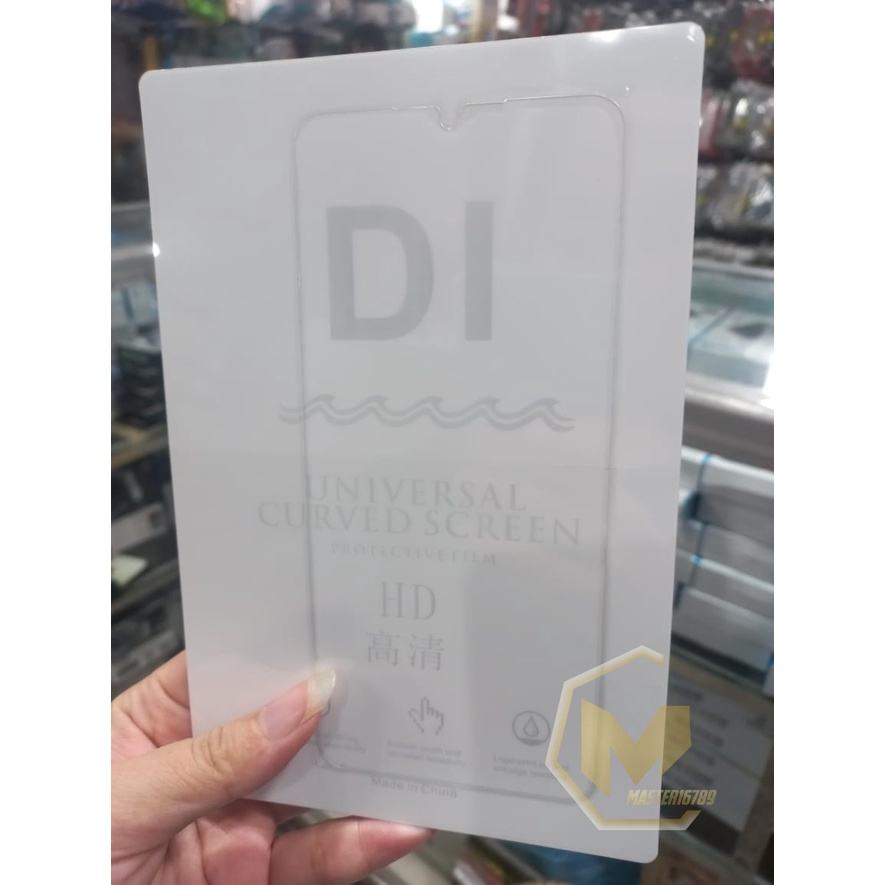 DI
UNIVERSAL
CURVED SCREEN
PROTECTIVE FILM
HD
高清
Made in China
MASTER16789